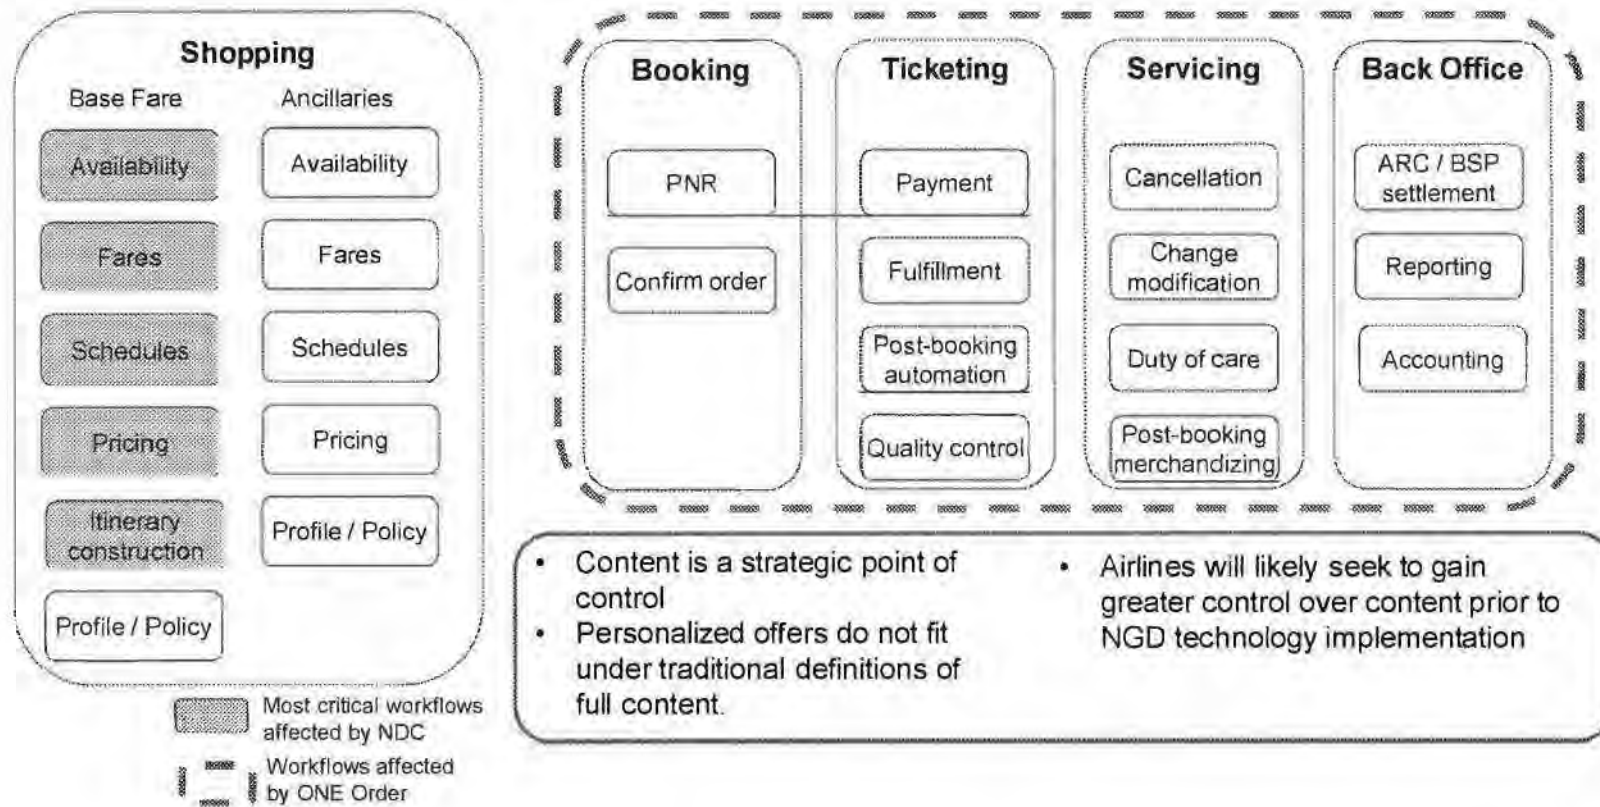 Shopping
Base Fare
Availability
Fares
Schedules
Pricing
Itinerary
construction
Profile / Policy
Ancillaries
Availability
Fares
Schedules
Pricing
Profile / Policy
Booking
PNR
Confirm order
Ticketing
Payment
Fulfillment
Post-booking
automation
Quality control
Servicing
Cancellation
Change
modification
Duty of care
Post-booking
merchandizing
Back Office
ARC / BSP
settlement
Reporting
Accounting
• Content is a strategic point of
control
• Personalized offers do not fit
under traditional definitions of
full content.
• Airlines will likely seek to gain
greater control over content prior to
NGD technology implementation
Most critical workflows
affected by NDC
Workflows affected
by ONE Order